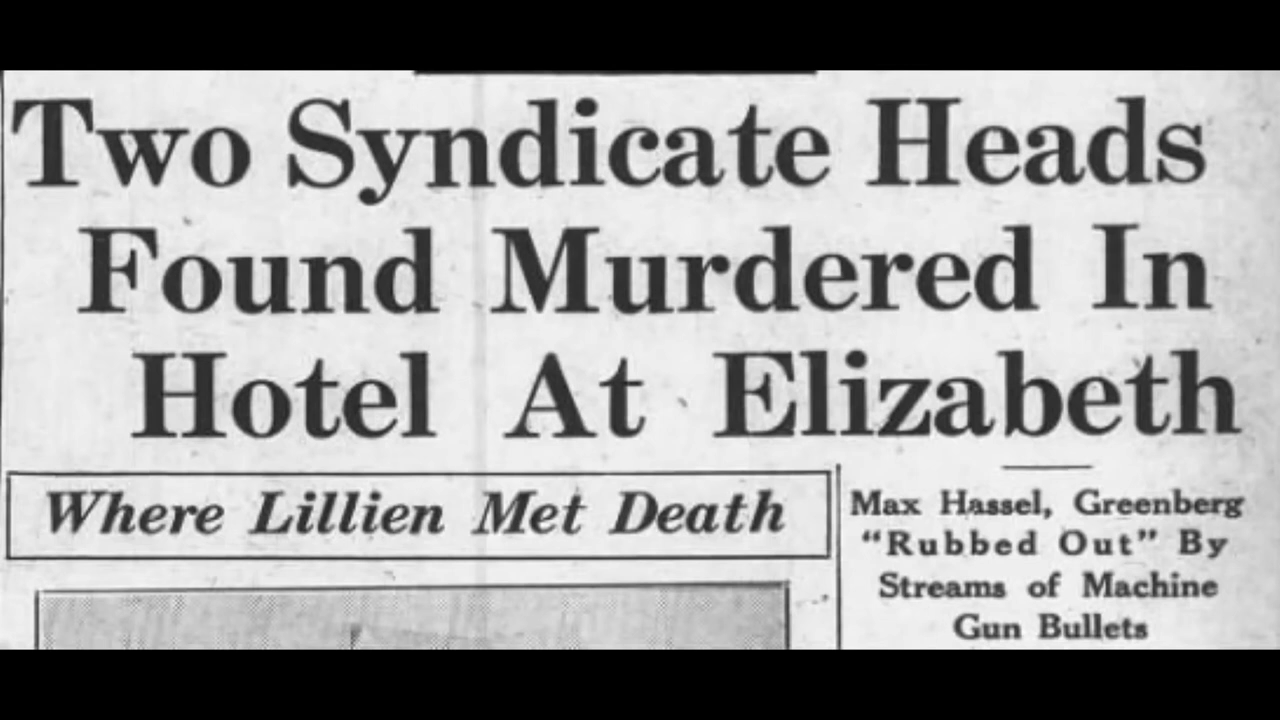 Two Syndicate Heads
Found Murdered In
Hotel At Elizabeth
Where Lillien Met Death
Max Hassel, Greenberg
“Rubbed Out” By
Streams of Machine
Gun Bullets